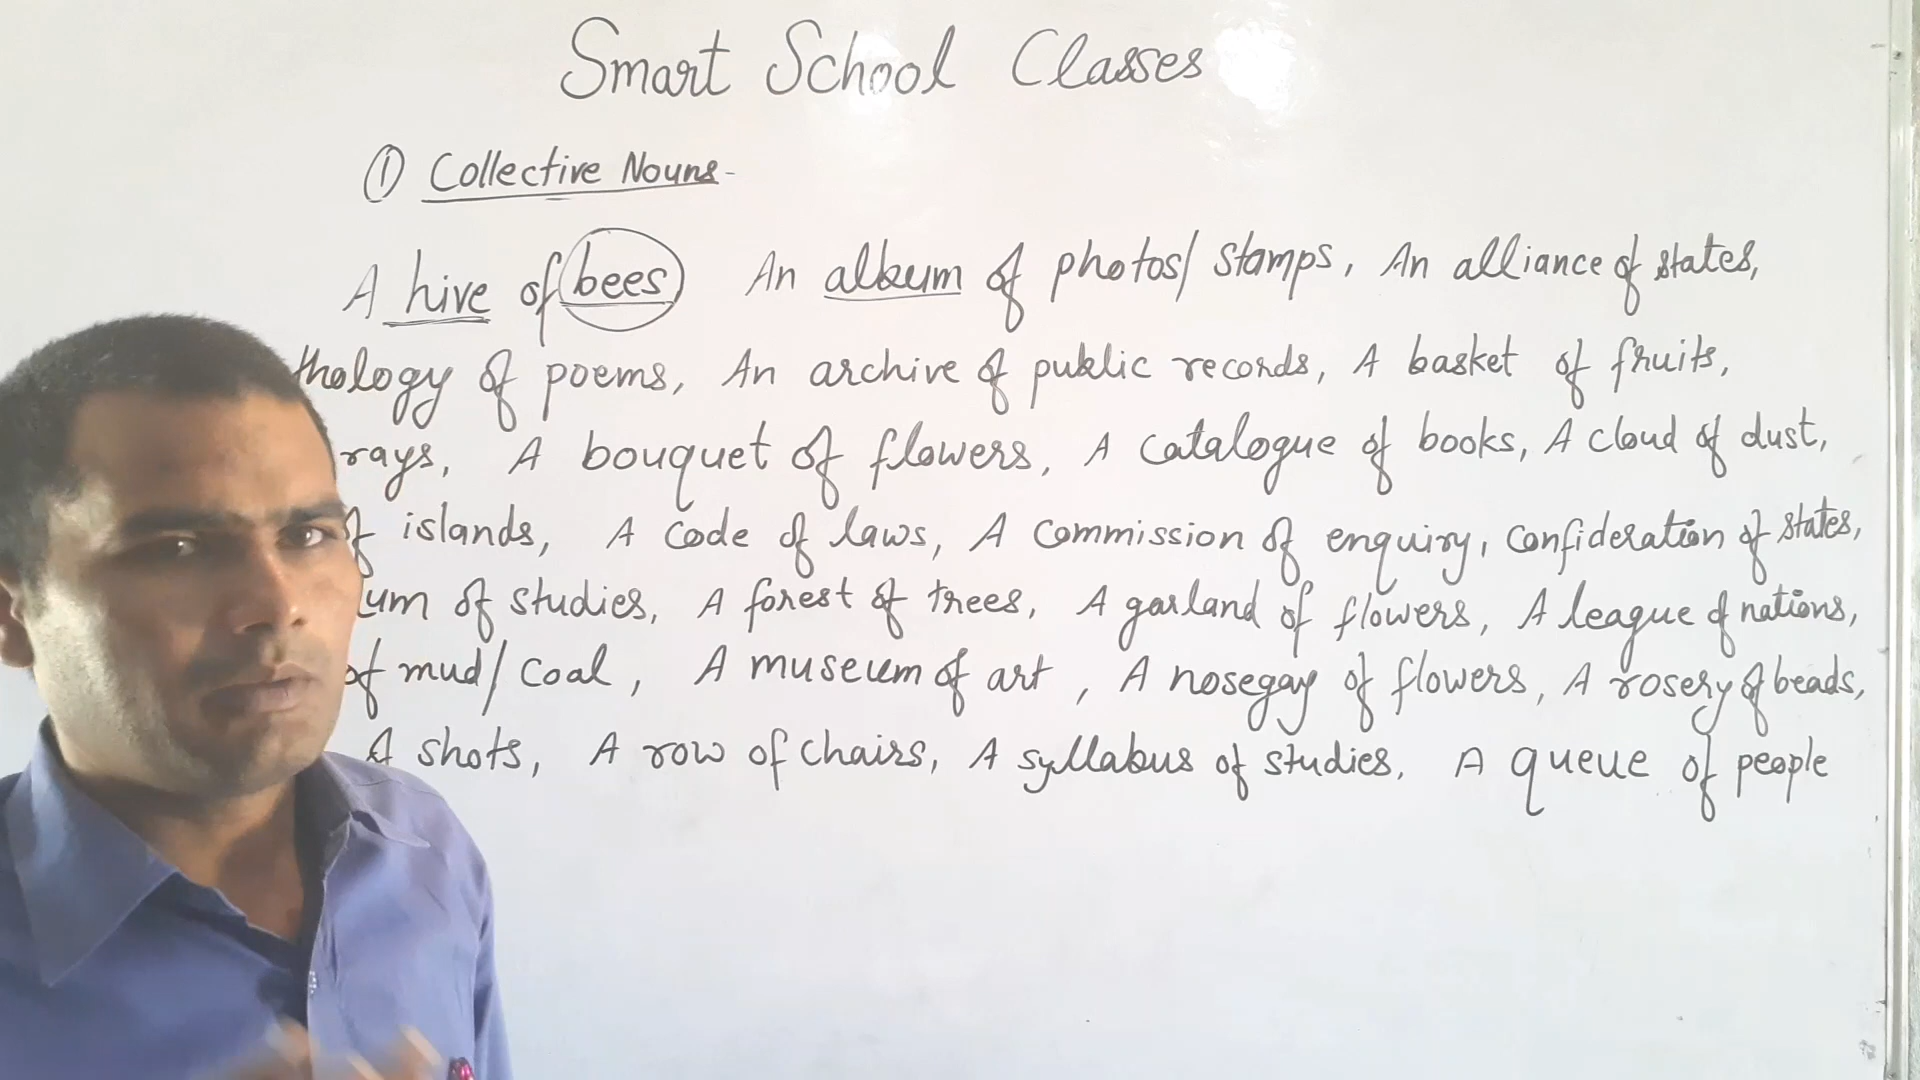 Smart School Classes
① Collective Nouns-
A hive of bees An album of photos/ stamps, An alliance of states,
thology of poems, An archive of public records, A basket of fruits,
rays, A bouquet of flowers, A catalogue of books, A cloud of dust,
of islands, A code of laws, A commission of enquiry, confideration of states,
um of studies, A forest of trees, A garland of flowers, A league of nations,
of mud/ coal, A museum of art, A nosegay of flowers, A rosery of beads,
shots, A row of chairs, A syllabus of studies, A queue of people